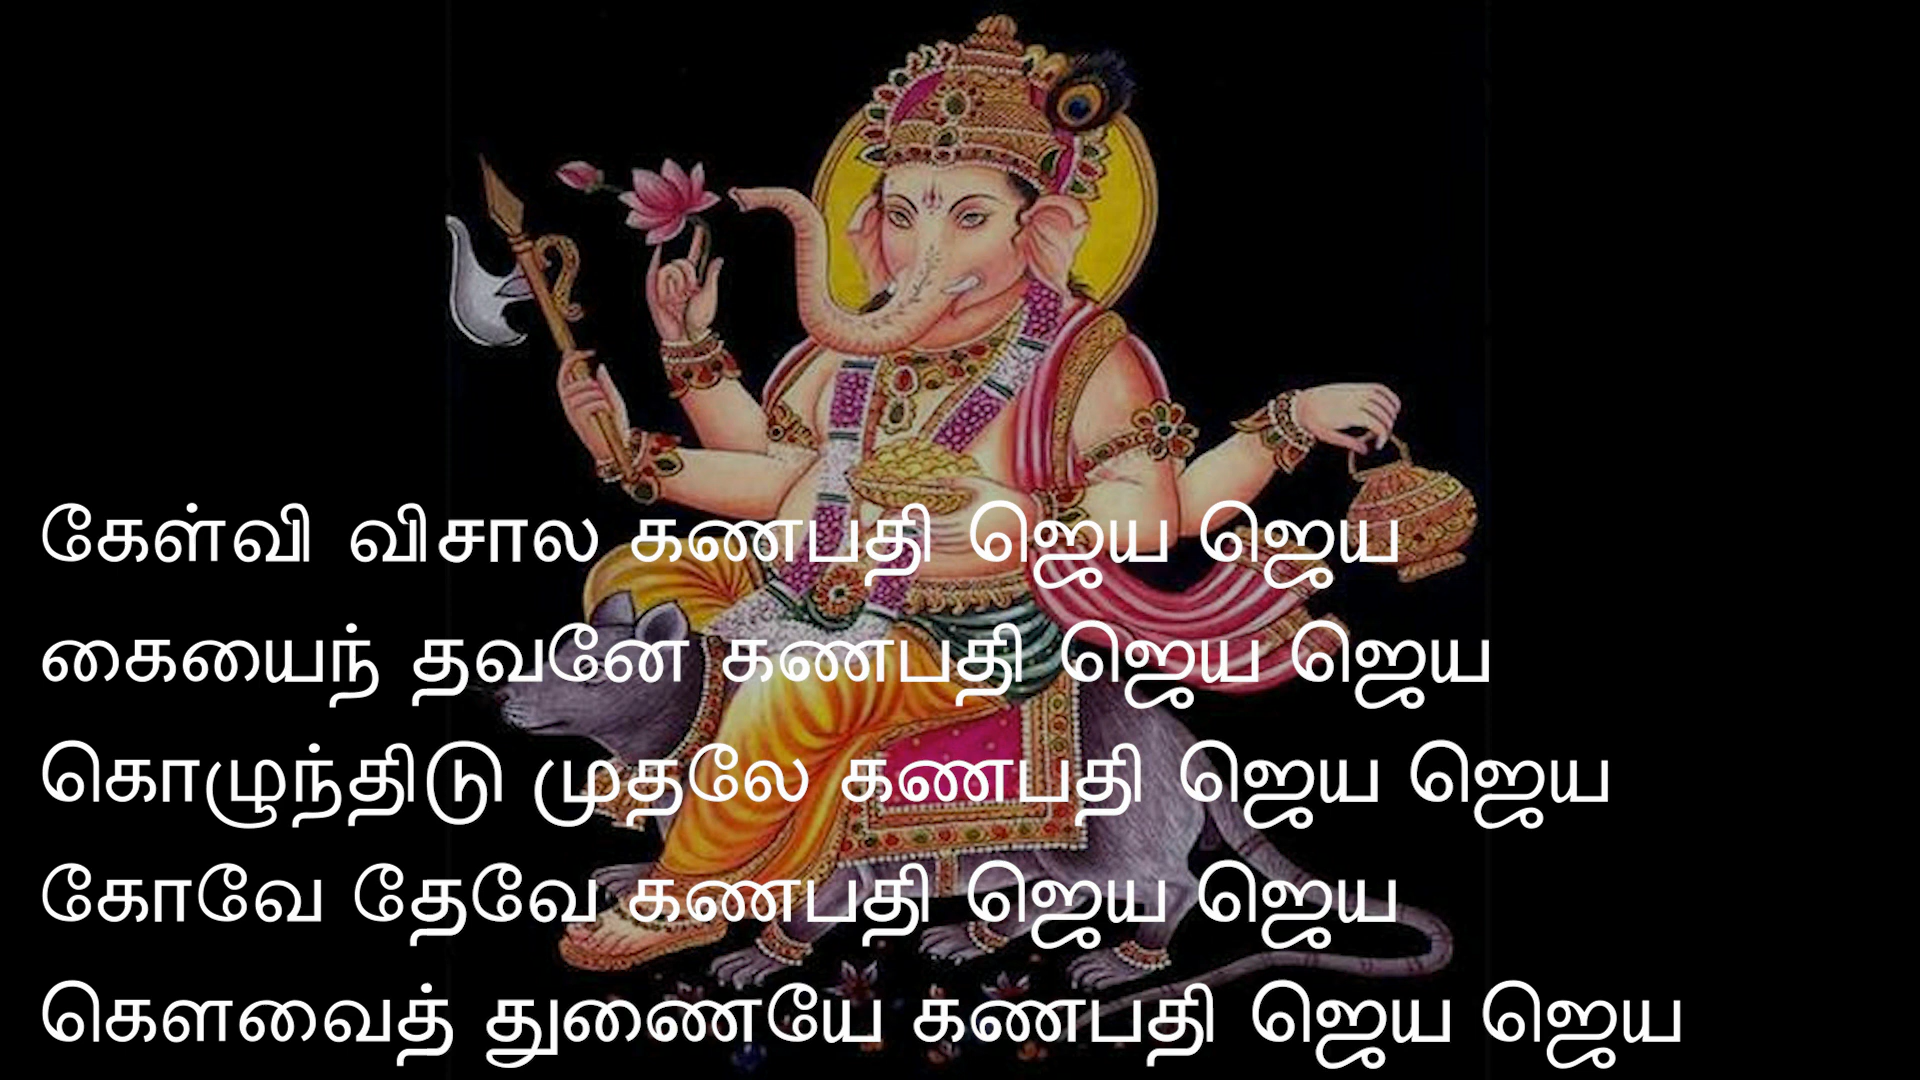 கேள்வி விசால கணபதி ஜெய ஜெய
கையைந் தவனே கணபதி ஜெய ஜெய
கொழுந்திடு முதலே கணபதி ஜெய ஜெய
கோவே தேவே கணபதி ஜெய ஜெய
கௌவைத் துணையே கணபதி ஜெய ஜெய